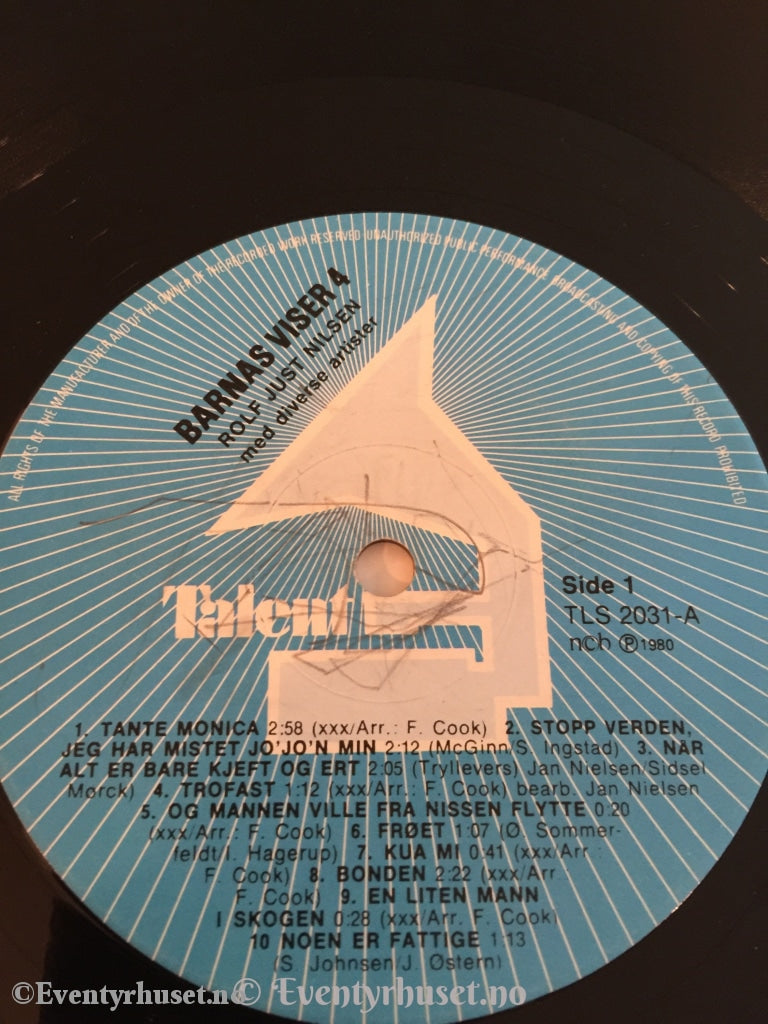 ALL RIGHTS OF THE MANUFACTURER AND OF THE OWNER OF THE RECORDED WORK RESERVED · UNAUTHORIZED PUBLIC PERFORMANCE BROADCASTING AND COPYING OF THIS RECORD PROHIBITED
BARNAS VISER 4
ROLF JUST NILSEN
med diverse artister
Talent
Side 1
TLS 2031-A
ncb Ⓟ 1980
1. TANTE MONICA 2:58 (xxx/Arr.: F. Cook) 2. STOPP VERDEN,
JEG HAR MISTET JO'JO'N MIN 2:12 (McGinn/S. Ingstad) 3. NÅR
ALT ER BARE KJEFT OG ERT 2:05 (Tryllevers) Jan Nielsen/Sidsel
Mørck) 4. TROFAST 1:12 (xxx/Arr.: F. Cook) bearb. Jan Nielsen
5. OG MANNEN VILLE FRA NISSEN FLYTTE 0:20
(xxx/Arr.: F. Cook) 6. FRØET 1:07 (Ø. Sommer-
feldt/I. Hagerup) 7. KUA MI 0:41 (xxx/Arr.:
F. Cook) 8. BONDEN 2:22 (xxx/Arr.:
F. Cook) 9. EN LITEN MANN
I SKOGEN 0:28 (xxx/Arr. F. Cook)
10 NOEN ER FATTIGE 1:13
(S. Johnsen/J. Østern)
©Eventyrhuset.n© Eventyrhuset.no